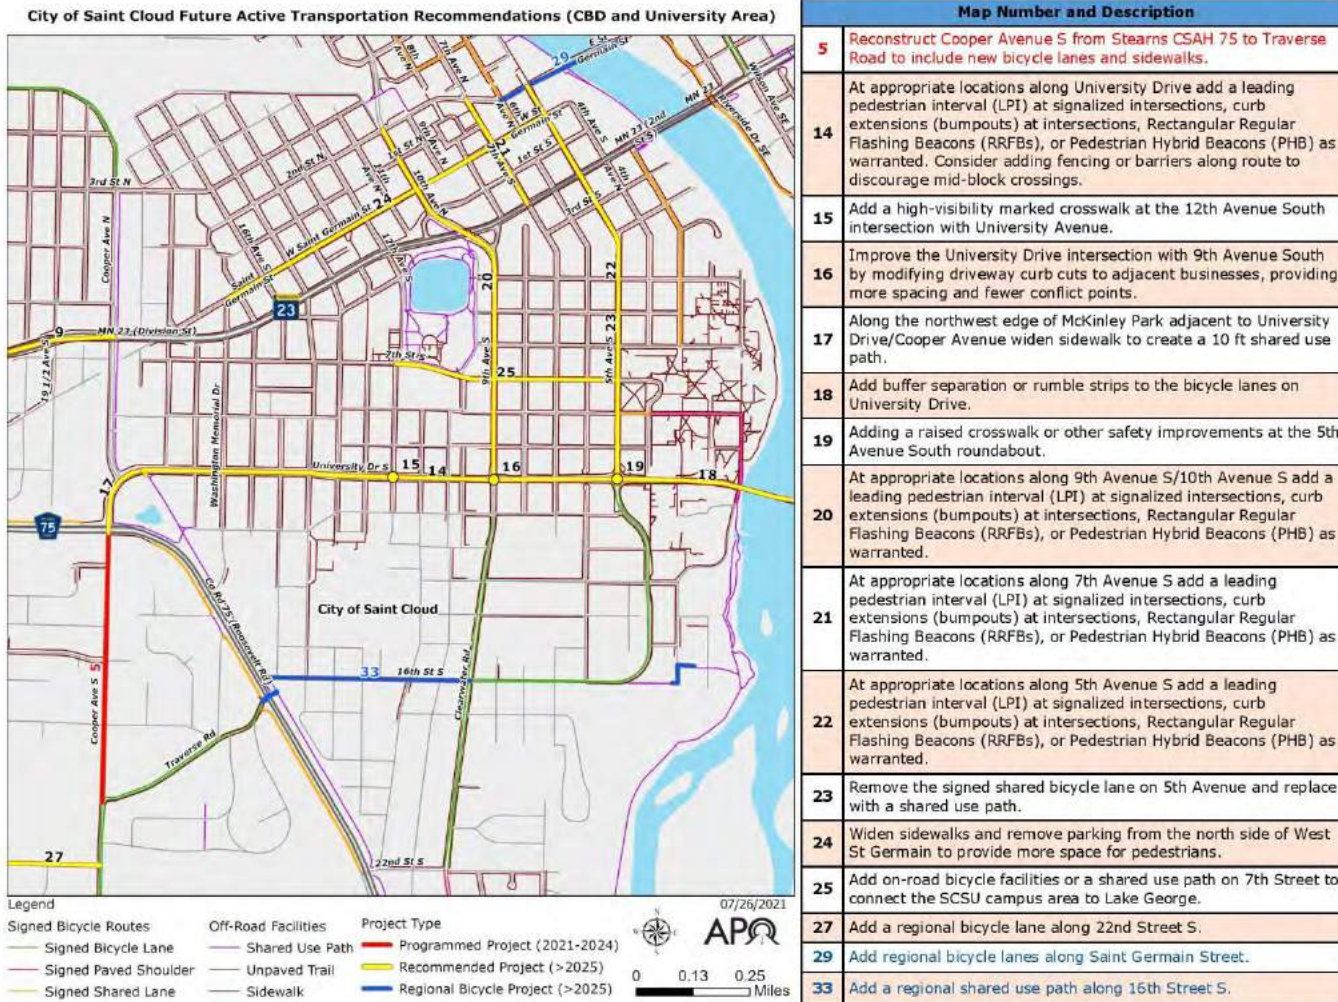 City of Saint Cloud Future Active Transportation Recommendations (CBD and University Area)
8th Ave N
7th Ave N
29
E St
Germain St
Wilson Ave SE
MN 23
Riverside Dr SE
6th Ave N
4th Ave S
W St
Germain St
MN 23 (2nd
St S)
9th Ave N
1st St N
21
7th Ave S
1st St S
2nd St N
11th
Ave N
10th Ave N
4th
Ave S
3rd St N
24
3rd St S
W Saint Germain St
16th Ave S
12th Ave S
Cooper Ave N
Saint
Germain St
20
22
23
9
MN 23 (Division St)
23
19 1/2 Ave S
7th St S
9th Ave S
5th Ave S
25
Washington Memorial Dr
University Dr S
15
14
16
19
18
17
75
Co Rd 75 (Roosevelt Rd)
City of Saint Cloud
5
33
16th St S
Clearwater Rd
Cooper Ave S
Traverse Rd
27
22nd St S
Legend
07/26/2021
Signed Bicycle Routes
Signed Bicycle Lane
Signed Paved Shoulder
Signed Shared Lane
Off-Road Facilities
Shared Use Path
Unpaved Trail
Sidewalk
Project Type
Programmed Project (2021-2024)
Recommended Project (>2025)
Regional Bicycle Project (>2025)
APO
0 0.13 0.25
Miles
Map Number and Description
5
Reconstruct Cooper Avenue S from Stearns CSAH 75 to Traverse
Road to include new bicycle lanes and sidewalks.
14
At appropriate locations along University Drive add a leading
pedestrian interval (LPI) at signalized intersections, curb
extensions (bumpouts) at intersections, Rectangular Regular
Flashing Beacons (RRFBs), or Pedestrian Hybrid Beacons (PHB) as
warranted. Consider adding fencing or barriers along route to
discourage mid-block crossings.
15
Add a high-visibility marked crosswalk at the 12th Avenue South
intersection with University Avenue.
16
Improve the University Drive intersection with 9th Avenue South
by modifying driveway curb cuts to adjacent businesses, providing
more spacing and fewer conflict points.
17
Along the northwest edge of McKinley Park adjacent to University
Drive/Cooper Avenue widen sidewalk to create a 10 ft shared use
path.
18
Add buffer separation or rumble strips to the bicycle lanes on
University Drive.
19
Adding a raised crosswalk or other safety improvements at the 5th
Avenue South roundabout.
20
At appropriate locations along 9th Avenue S/10th Avenue S add a
leading pedestrian interval (LPI) at signalized intersections, curb
extensions (bumpouts) at intersections, Rectangular Regular
Flashing Beacons (RRFBs), or Pedestrian Hybrid Beacons (PHB) as
warranted.
21
At appropriate locations along 7th Avenue S add a leading
pedestrian interval (LPI) at signalized intersections, curb
extensions (bumpouts) at intersections, Rectangular Regular
Flashing Beacons (RRFBs), or Pedestrian Hybrid Beacons (PHB) as
warranted.
22
At appropriate locations along 5th Avenue S add a leading
pedestrian interval (LPI) at signalized intersections, curb
extensions (bumpouts) at intersections, Rectangular Regular
Flashing Beacons (RRFBs), or Pedestrian Hybrid Beacons (PHB) as
warranted.
23
Remove the signed shared bicycle lane on 5th Avenue and replace
with a shared use path.
24
Widen sidewalks and remove parking from the north side of West
St Germain to provide more space for pedestrians.
25
Add on-road bicycle facilities or a shared use path on 7th Street to
connect the SCSU campus area to Lake George.
27
Add a regional bicycle lane along 22nd Street S.
29
Add regional bicycle lanes along Saint Germain Street.
33
Add a regional shared use path along 16th Street S.